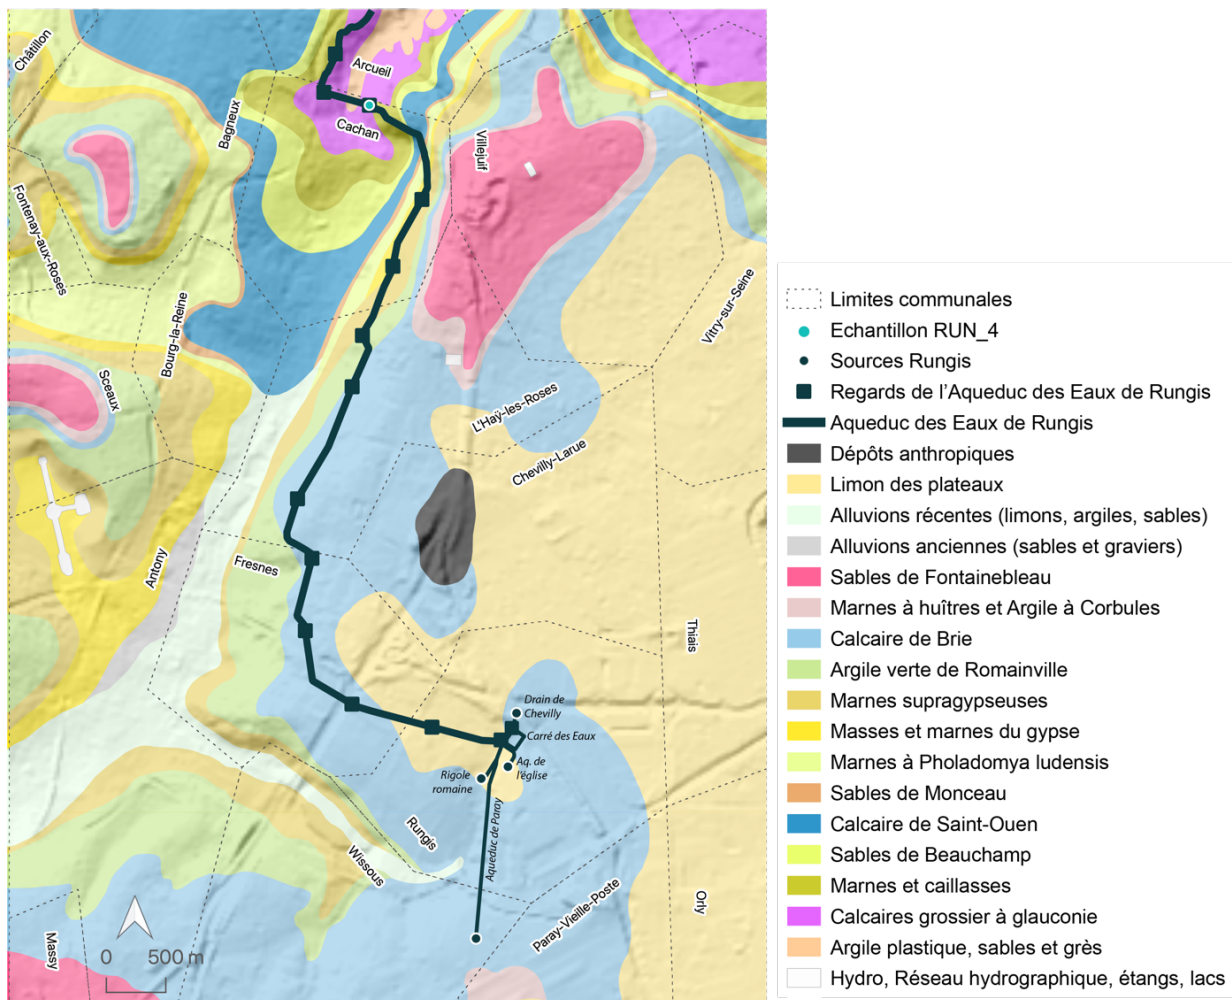 Châtillon
Arcueil
Bagneux
Cachan
Villejuif
Fontenay-aux-Roses
Vitry-sur-Seine
Bourg-la-Reine
Sceaux
L'Haÿ-les-Roses
Chevilly-Larue
Antony
Fresnes
Thiais
Drain de
Chevilly
Carré des Eaux
Aq. de
l'église
Rigole
romaine
Aqueduc de Paray
Rungis
Wissous
Paray-Vieille-Poste
Orly
Massy
0 500 m
Limites communales
Echantillon RUN_4
Sources Rungis
Regards de l'Aqueduc des Eaux de Rungis
Aqueduc des Eaux de Rungis
Dépôts anthropiques
Limon des plateaux
Alluvions récentes (limons, argiles, sables)
Alluvions anciennes (sables et graviers)
Sables de Fontainebleau
Marnes à huîtres et Argile à Corbules
Calcaire de Brie
Argile verte de Romainville
Marnes supragypseuses
Masses et marnes du gypse
Marnes à Pholadomya ludensis
Sables de Monceau
Calcaire de Saint-Ouen
Sables de Beauchamp
Marnes et caillasses
Calcaires grossier à glauconie
Argile plastique, sables et grès
Hydro, Réseau hydrographique, étangs, lacs